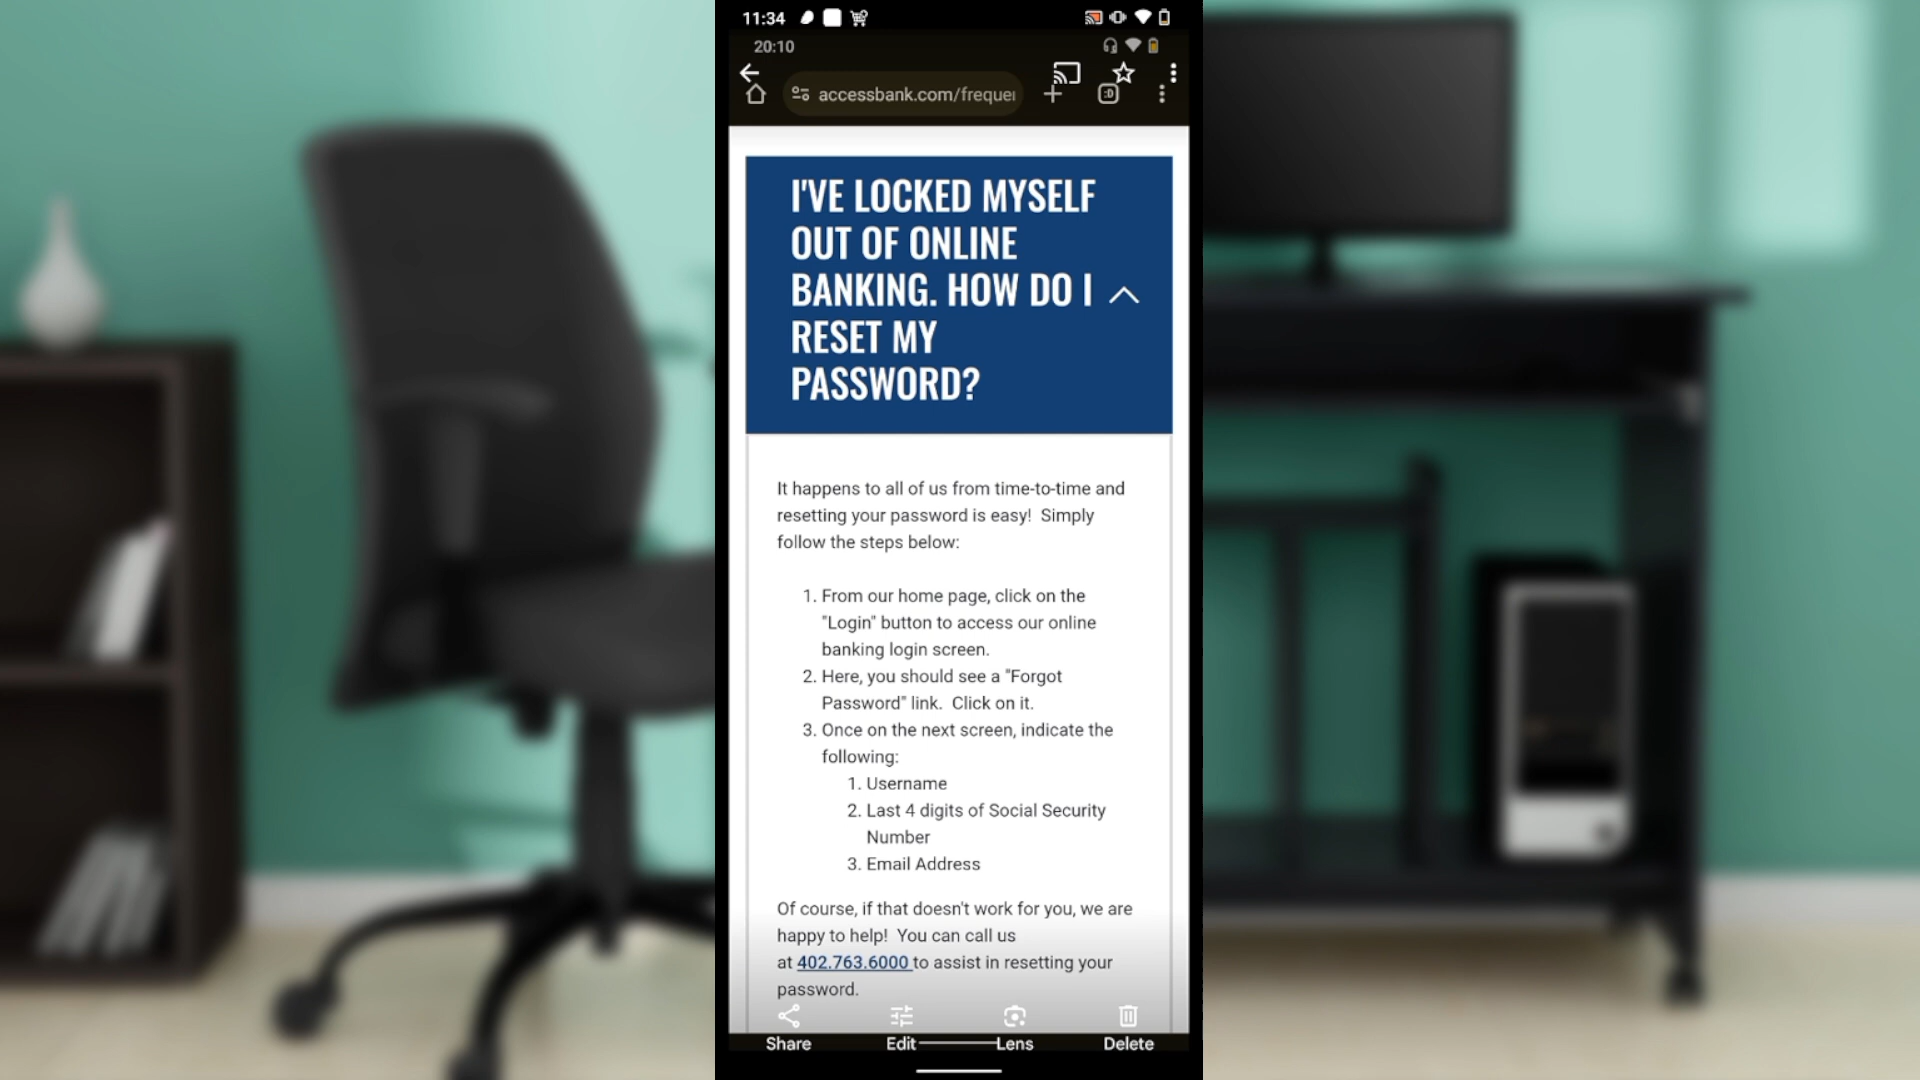 11:34
20:10
accessbank.com/frequer
:D
I'VE LOCKED MYSELF
OUT OF ONLINE
BANKING. HOW DO I
RESET MY
PASSWORD?
It happens to all of us from time-to-time and
resetting your password is easy!  Simply
follow the steps below:
1. From our home page, click on the
"Login" button to access our online
banking login screen.
2. Here, you should see a "Forgot
Password" link.  Click on it.
3. Once on the next screen, indicate the
following:
1. Username
2. Last 4 digits of Social Security
Number
3. Email Address
Of course, if that doesn't work for you, we are
happy to help!  You can call us
at 402.763.6000 to assist in resetting your
password.
Share Edit Lens Delete